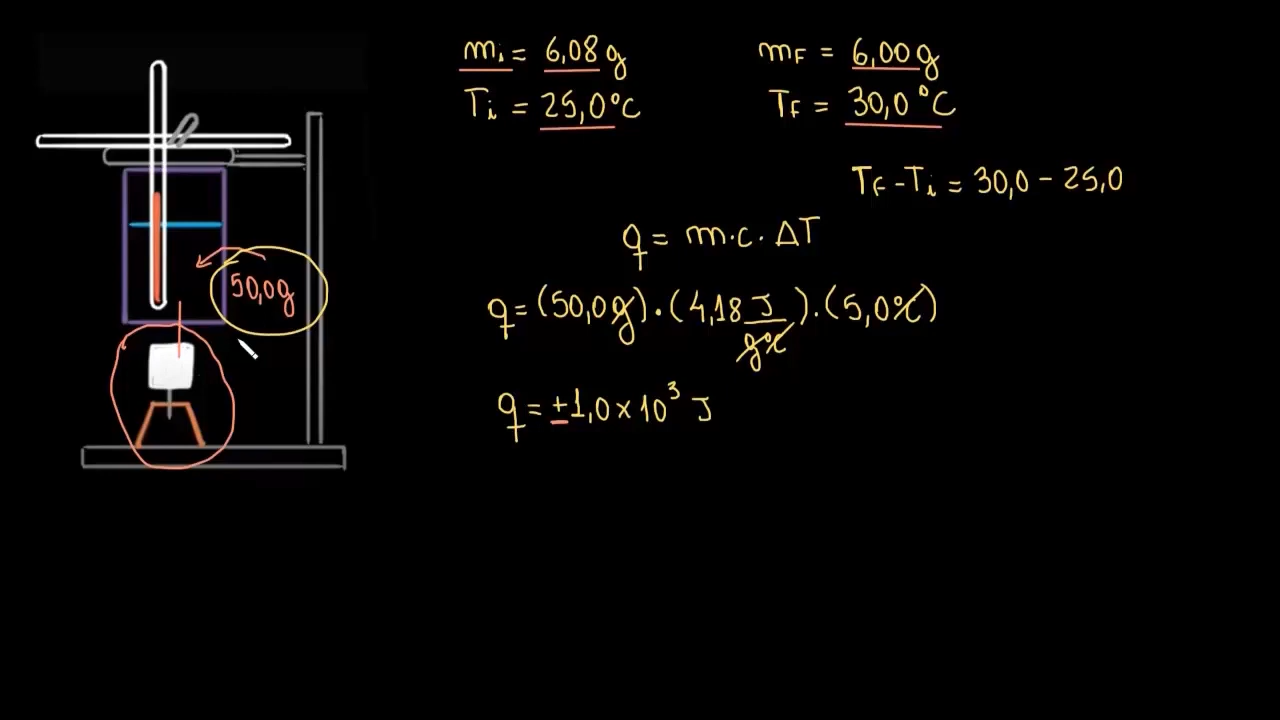 mi = 6,08 g
mF = 6,00 g
Ti = 25,0 °C
TF = 30,0 °C
TF - Ti = 30,0 - 25,0
q = m·c·ΔT
50,0g
q = (50,0g)·(4,18 J/g°C)·(5,0°C)
q = +1,0 × 10³ J